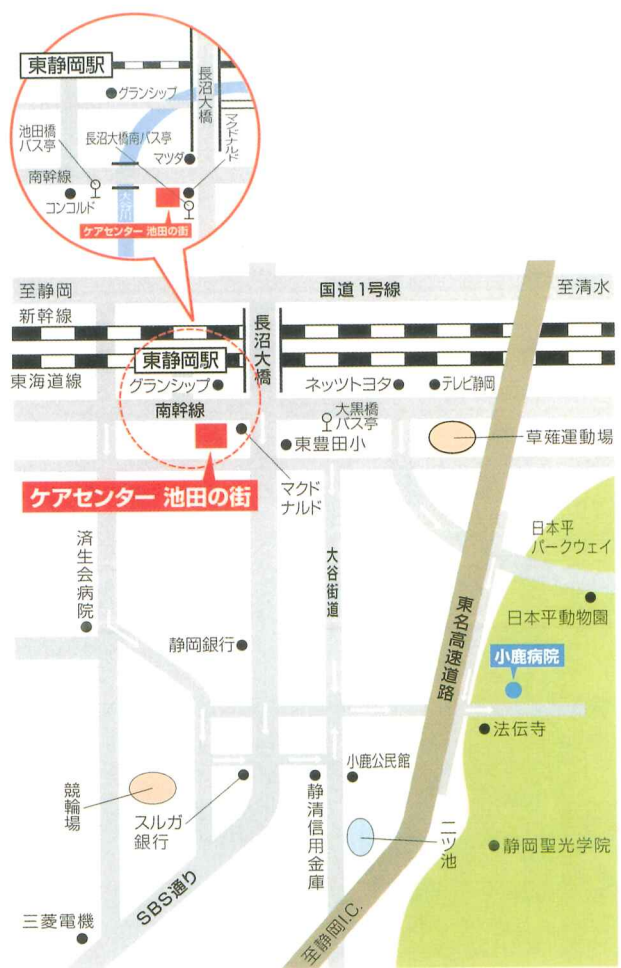 東静岡駅
グランシップ
長沼大橋
マクドナルド
池田橋
バス亭
長沼大橋南バス亭
マツダ
南幹線
コンコルド
大谷川
ケアセンター 池田の街
至静岡
国道1号線
至清水
新幹線
長沼大橋
東静岡駅
東海道線
グランシップ
ネッツトヨタ
テレビ静岡
南幹線
大黒橋
バス亭
東豊田小
草薙運動場
ケアセンター 池田の街
マクド
ナルド
済生会病院
大谷街道
日本平
パークウェイ
東名高速道路
日本平動物園
静岡銀行
小鹿病院
法伝寺
小鹿公民館
競輪場
スルガ
銀行
静清信用金庫
二ツ池
静岡聖光学院
SBS通り
三菱電機
至静岡I.C.